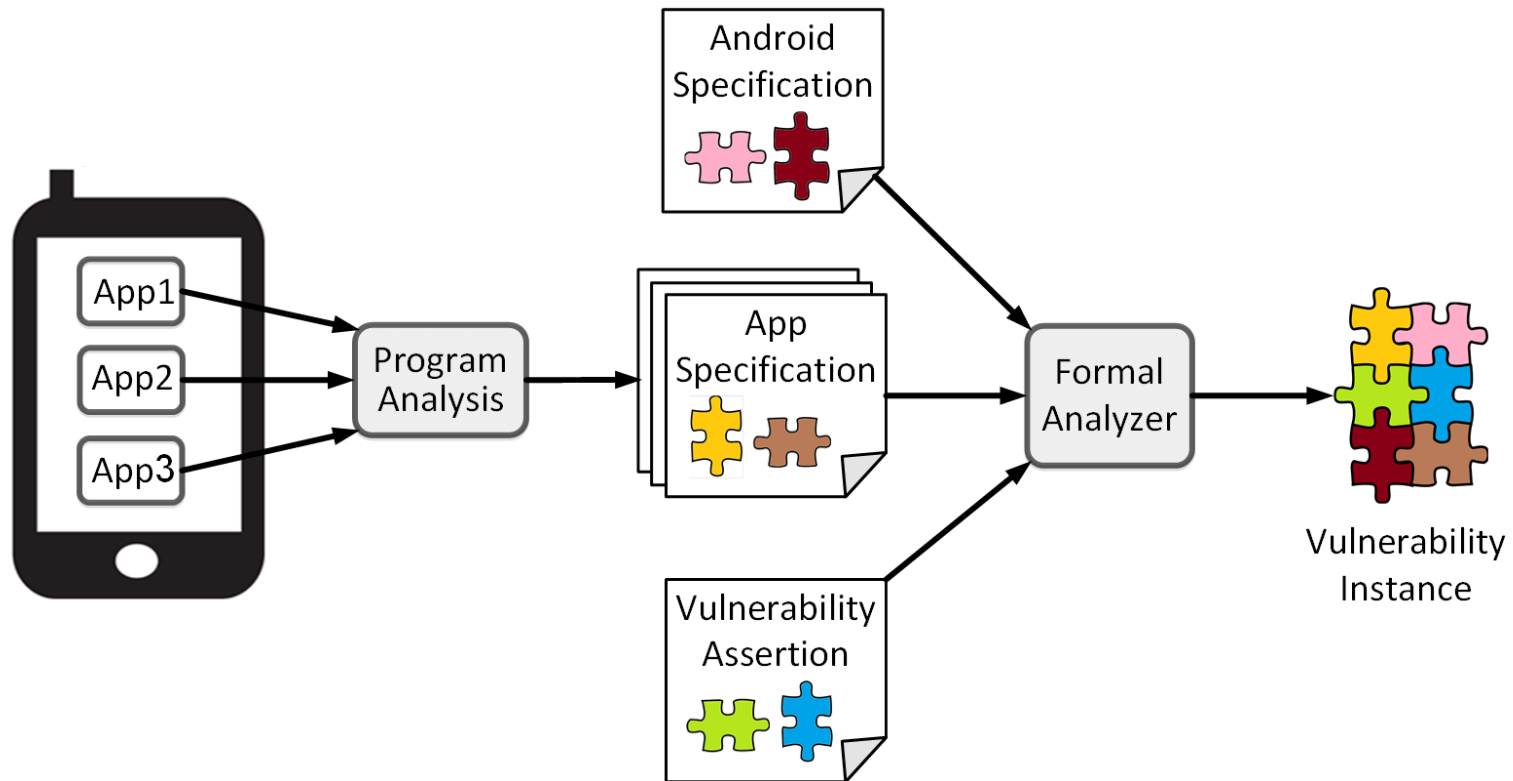 App1
App2
App3
Program
Analysis
Android
Specification
App
Specification
Vulnerability
Assertion
Formal
Analyzer
Vulnerability
Instance